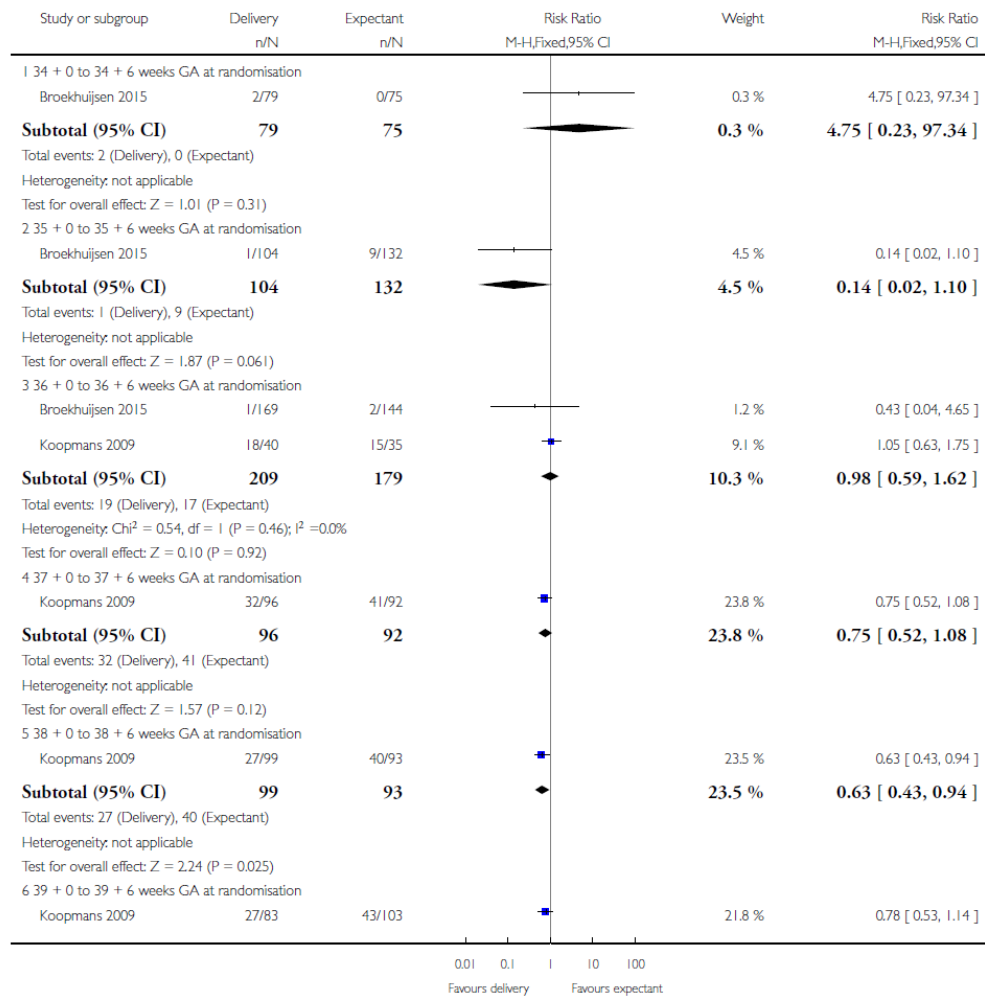 Study or subgroup Delivery Expectant Risk Ratio Weight Risk Ratio
n/N n/N M-H,Fixed,95% CI M-H,Fixed,95% CI
1 34 + 0 to 34 + 6 weeks GA at randomisation
Broekhuijsen 2015 2/79 0/75 0.3 % 4.75 [ 0.23, 97.34 ]
Subtotal (95% CI) 79 75 0.3 % 4.75 [ 0.23, 97.34 ]
Total events: 2 (Delivery), 0 (Expectant)
Heterogeneity: not applicable
Test for overall effect: Z = 1.01 (P = 0.31)
2 35 + 0 to 35 + 6 weeks GA at randomisation
Broekhuijsen 2015 1/104 9/132 4.5 % 0.14 [ 0.02, 1.10 ]
Subtotal (95% CI) 104 132 4.5 % 0.14 [ 0.02, 1.10 ]
Total events: 1 (Delivery), 9 (Expectant)
Heterogeneity: not applicable
Test for overall effect: Z = 1.87 (P = 0.061)
3 36 + 0 to 36 + 6 weeks GA at randomisation
Broekhuijsen 2015 1/169 2/144 1.2 % 0.43 [ 0.04, 4.65 ]
Koopmans 2009 18/40 15/35 9.1 % 1.05 [ 0.63, 1.75 ]
Subtotal (95% CI) 209 179 10.3 % 0.98 [ 0.59, 1.62 ]
Total events: 19 (Delivery), 17 (Expectant)
Heterogeneity: Chi² = 0.54, df = 1 (P = 0.46); I² =0.0%
Test for overall effect: Z = 0.10 (P = 0.92)
4 37 + 0 to 37 + 6 weeks GA at randomisation
Koopmans 2009 32/96 41/92 23.8 % 0.75 [ 0.52, 1.08 ]
Subtotal (95% CI) 96 92 23.8 % 0.75 [ 0.52, 1.08 ]
Total events: 32 (Delivery), 41 (Expectant)
Heterogeneity: not applicable
Test for overall effect: Z = 1.57 (P = 0.12)
5 38 + 0 to 38 + 6 weeks GA at randomisation
Koopmans 2009 27/99 40/93 23.5 % 0.63 [ 0.43, 0.94 ]
Subtotal (95% CI) 99 93 23.5 % 0.63 [ 0.43, 0.94 ]
Total events: 27 (Delivery), 40 (Expectant)
Heterogeneity: not applicable
Test for overall effect: Z = 2.24 (P = 0.025)
6 39 + 0 to 39 + 6 weeks GA at randomisation
Koopmans 2009 27/83 43/103 21.8 % 0.78 [ 0.53, 1.14 ]
0.01 0.1 1 10 100
Favours delivery Favours expectant